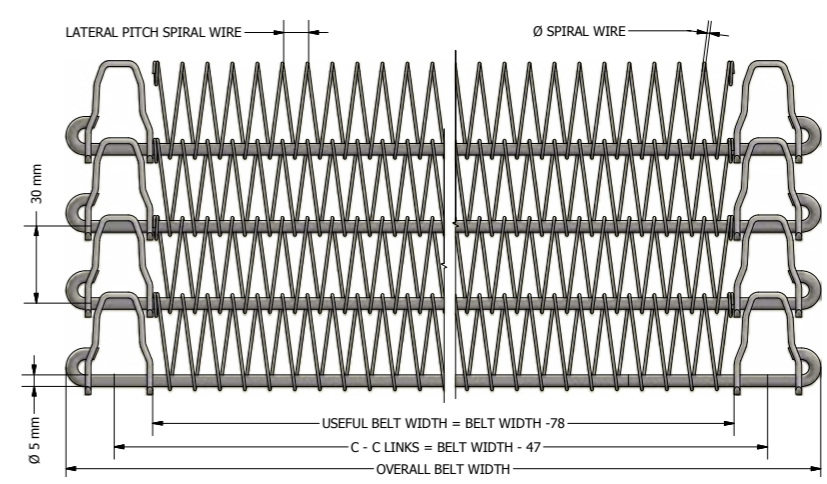 LATERAL PITCH SPIRAL WIRE
Ø SPIRAL WIRE
30 mm
Ø 5 mm
USEFUL BELT WIDTH = BELT WIDTH -78
C - C LINKS = BELT WIDTH - 47
OVERALL BELT WIDTH